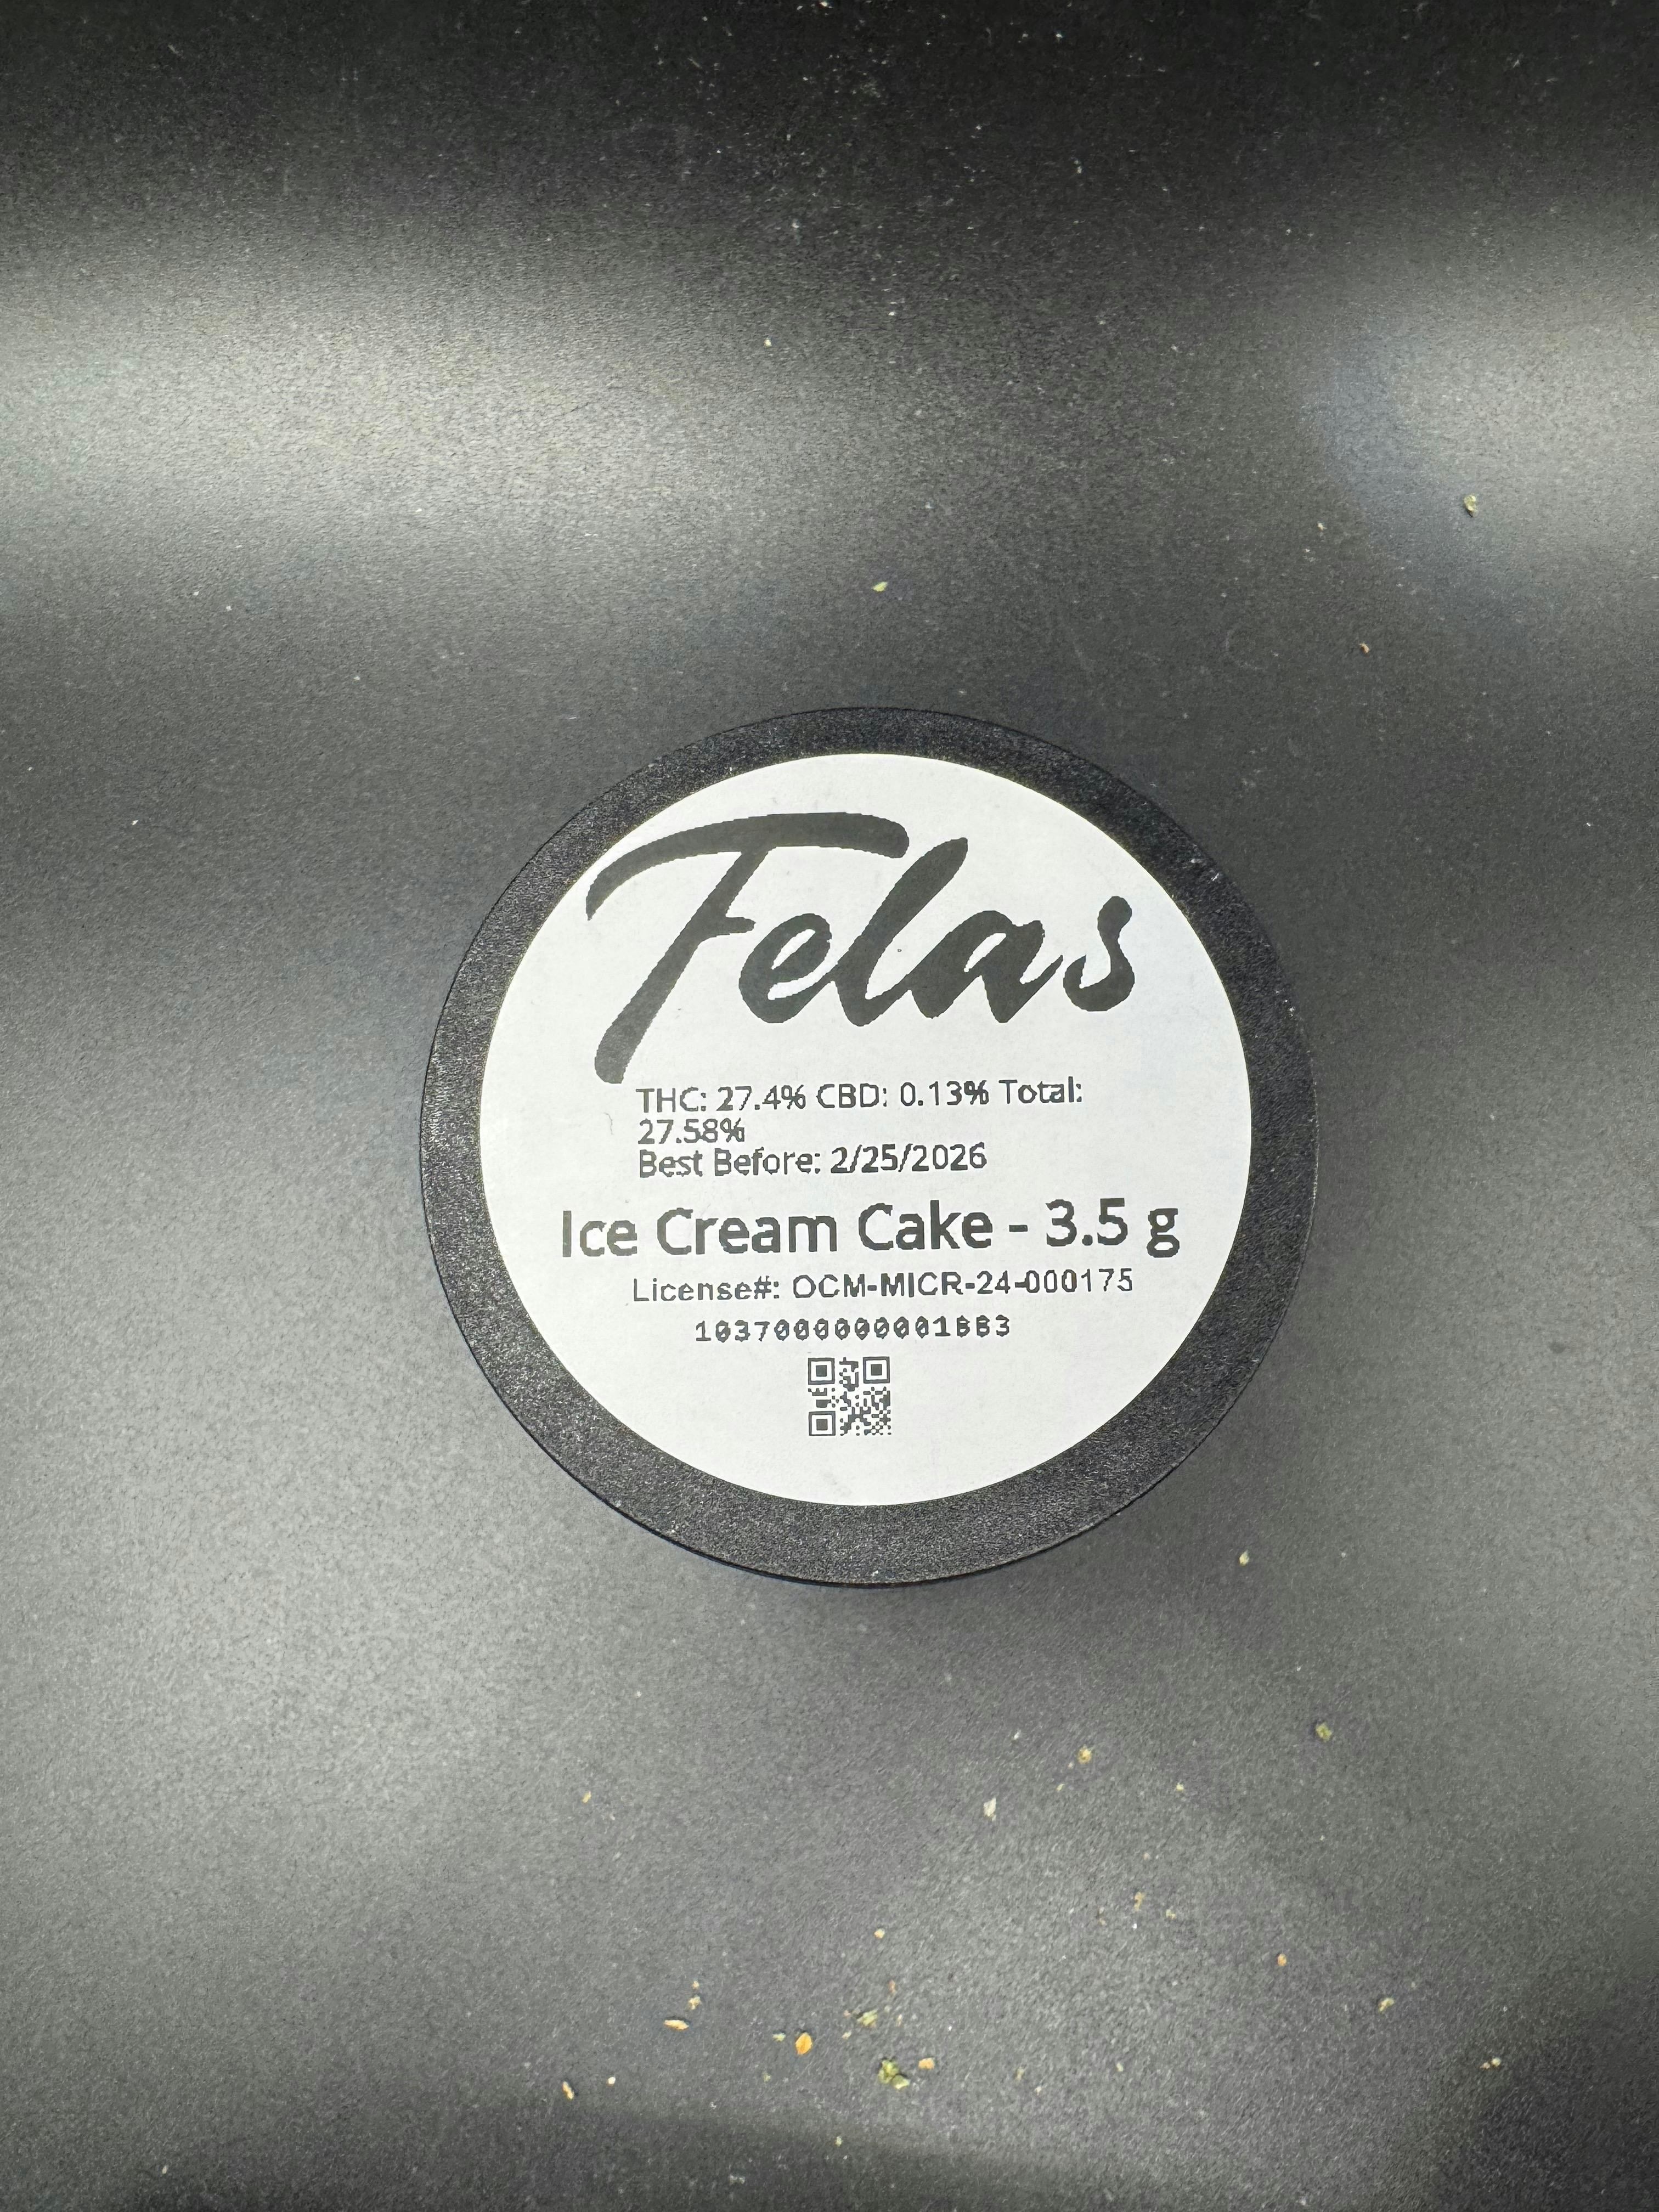 Felas
THC: 27.4% CBD: 0.13% Total:
27.58%
Best Before: 2/25/2026
Ice Cream Cake - 3.5 g
License#: OCM-MICR-24-000175